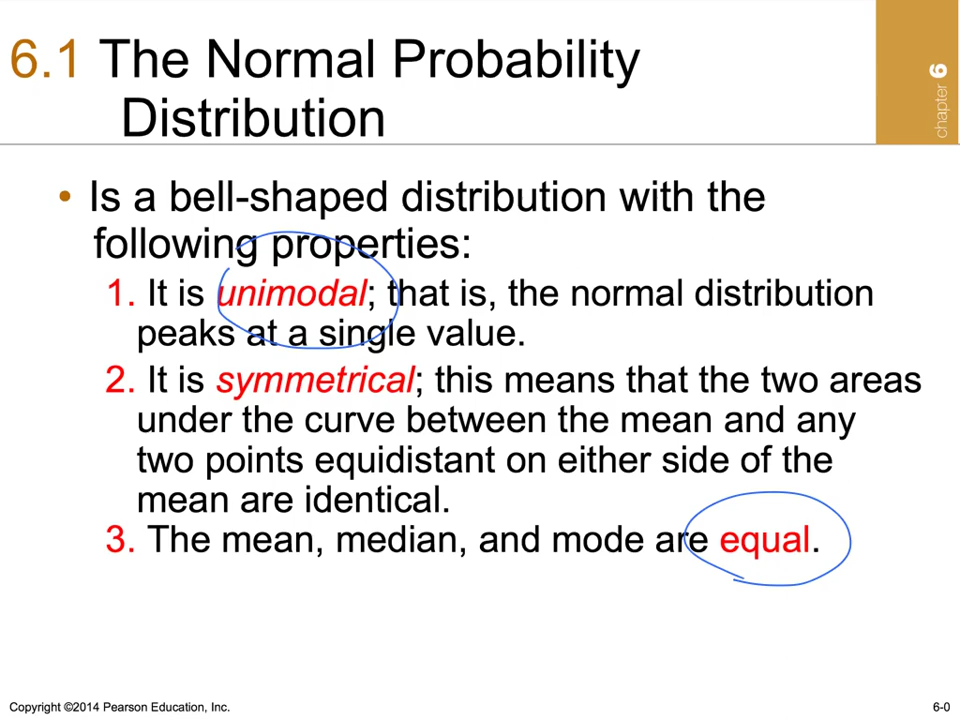 6.1 The Normal Probability
Distribution
chapter 6
• Is a bell-shaped distribution with the
following properties:
1. It is unimodal; that is, the normal distribution
peaks at a single value.
2. It is symmetrical; this means that the two areas
under the curve between the mean and any
two points equidistant on either side of the
mean are identical.
3. The mean, median, and mode are equal.
Copyright ©2014 Pearson Education, Inc.
6-0